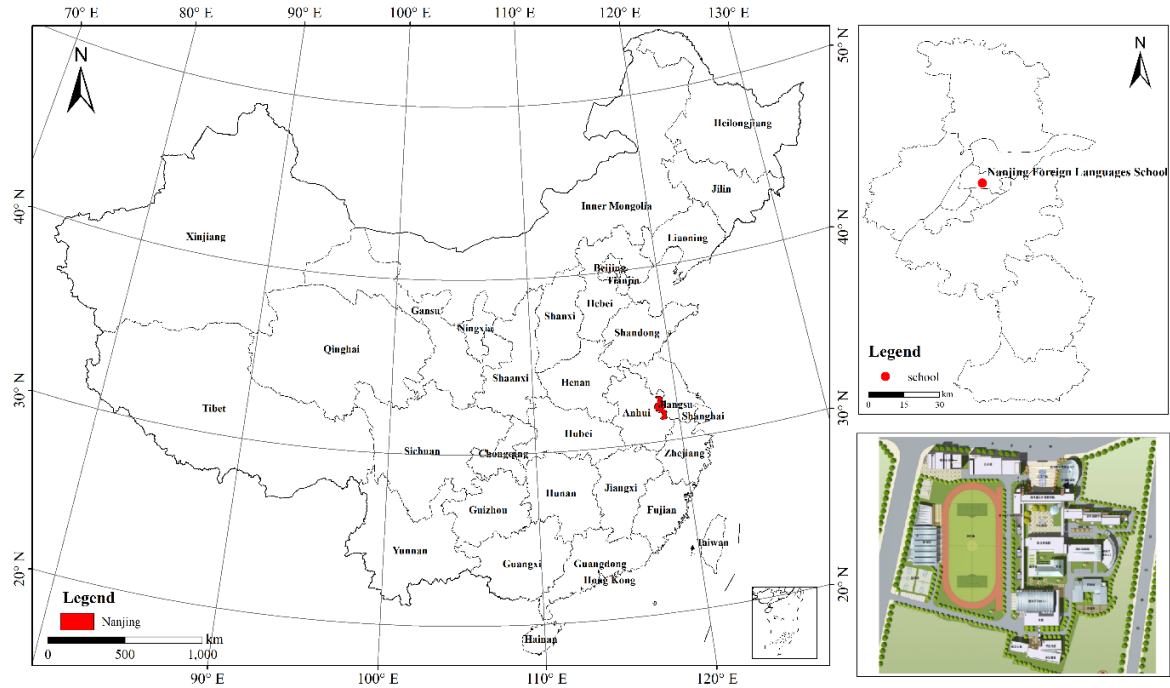 70° E
80° E
90° E
100° E
110° E
120° E
130° E
N
50° N
40° N
40° N
30° N
30° N
20° N
20° N
Heilongjiang
Jilin
Inner Mongolia
Liaoning
Xinjiang
Beijing
Tianjin
Hebei
Gansu
Ningxia
Shanxi
Shandong
Qinghai
Shaanxi
Henan
Tibet
Anhui
Jiangsu
Shanghai
Hubei
Sichuan
Chongqing
Zhejiang
Hunan
Jiangxi
Guizhou
Fujian
Yunnan
Taiwan
Guangxi
Guangdong
Hong Kong
Hainan
Legend
Nanjing
0 500 1,000 km
90° E
100° E
110° E
120° E
N
Nanjing Foreign Languages School
Legend
school
0 15 30 km